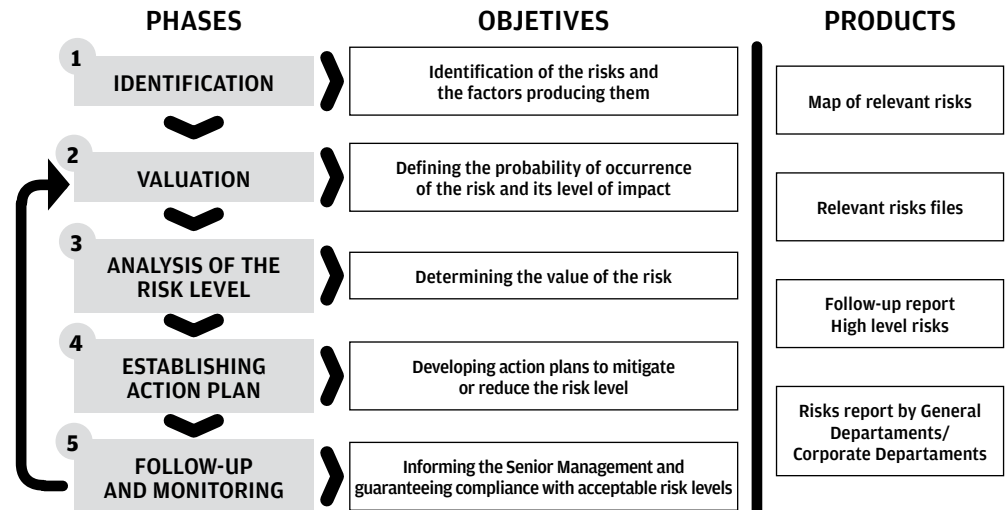 PHASES
OBJETIVES
PRODUCTS
1
IDENTIFICATION
Identification of the risks and
the factors producing them
2
VALUATION
Defining the probability of occurrence
of the risk and its level of impact
3
ANALYSIS OF THE
RISK LEVEL
Determining the value of the risk
4
ESTABLISHING
ACTION PLAN
Developing action plans to mitigate
or reduce the risk level
5
FOLLOW-UP
AND MONITORING
Informing the Senior Management and
guaranteeing compliance with acceptable risk levels
Map of relevant risks
Relevant risks files
Follow-up report
High level risks
Risks report by General
Departaments/
Corporate Departaments